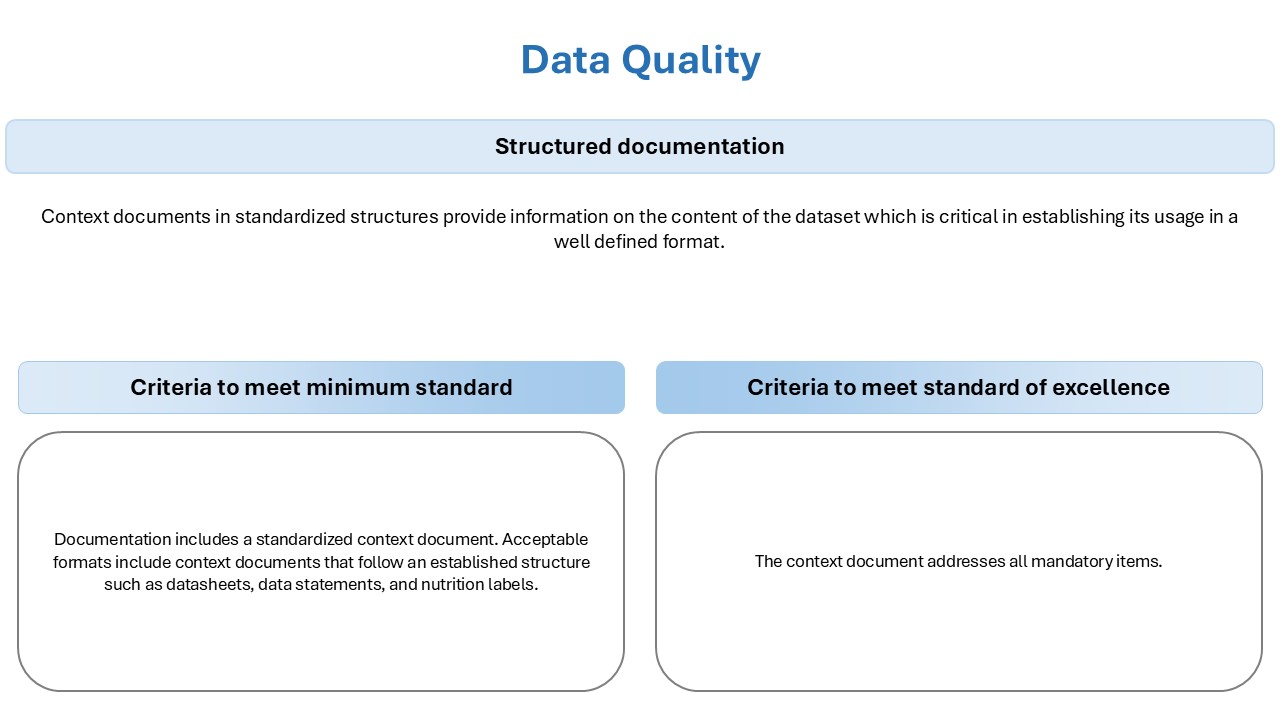 Data Quality
Structured documentation
Context documents in standardized structures provide information on the content of the dataset which is critical in establishing its usage in a
well defined format.
Criteria to meet minimum standard
Documentation includes a standardized context document. Acceptable
formats include context documents that follow an established structure
such as datasheets, data statements, and nutrition labels.
Criteria to meet standard of excellence
The context document addresses all mandatory items.